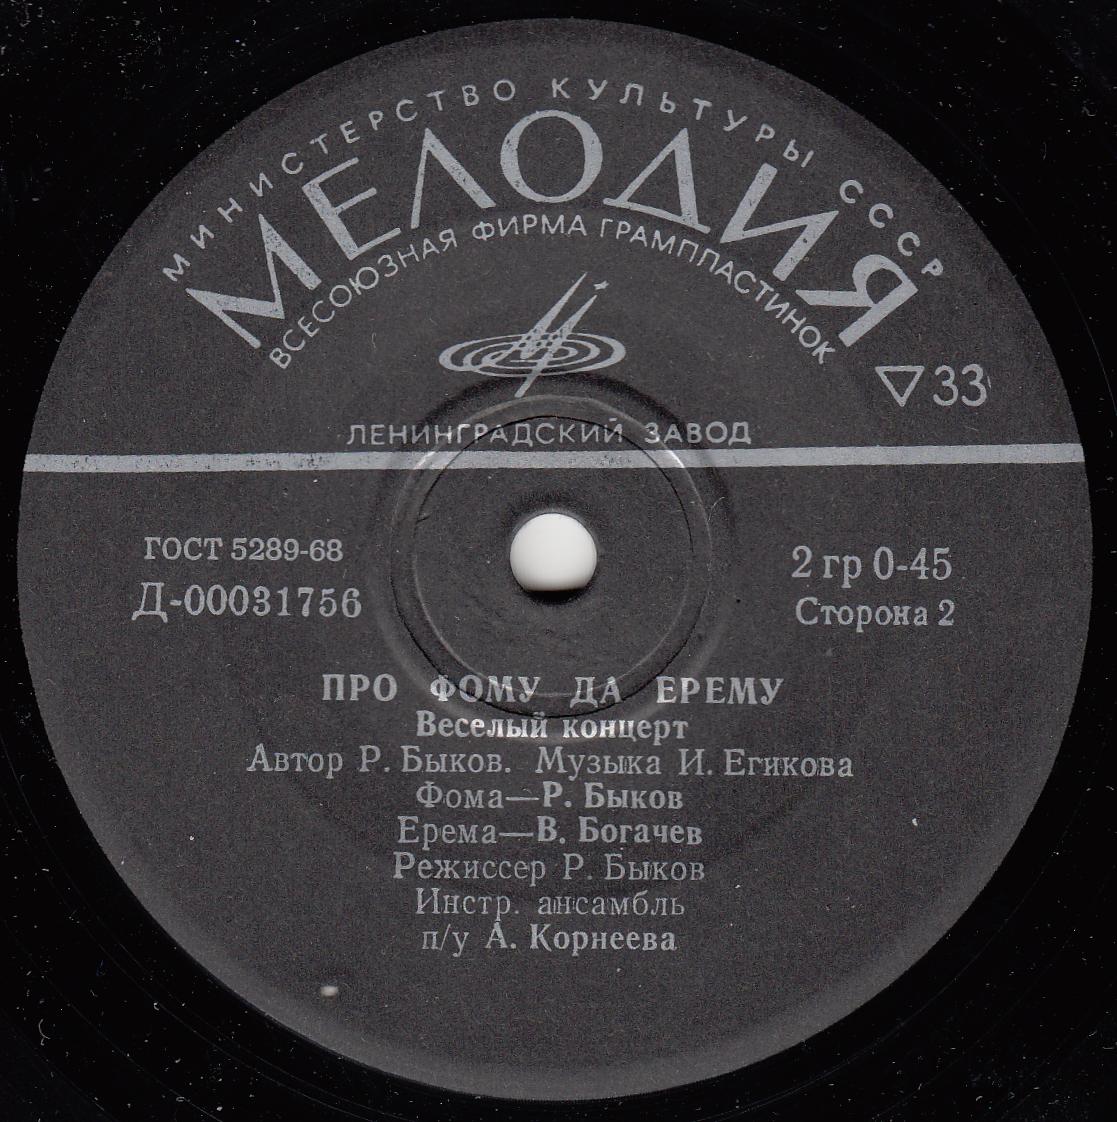 МИНИСТЕРСТВО КУЛЬТУРЫ СССР
МЕЛОДИЯ
ВСЕСОЮЗНАЯ ФИРМА ГРАМПЛАСТИНОК
33
ЛЕНИНГРАДСКИЙ ЗАВОД
ГОСТ 5289-68
Д-00031756
2 гр 0-45
Сторона 2
ПРО ФОМУ ДА ЕРЕМУ
Веселый концерт
Автор Р. Быков. Музыка И. Егикова
Фома—Р. Быков
Ерема—В. Богачев
Режиссер Р. Быков
Инстр. ансамбль
п/у А. Корнеева